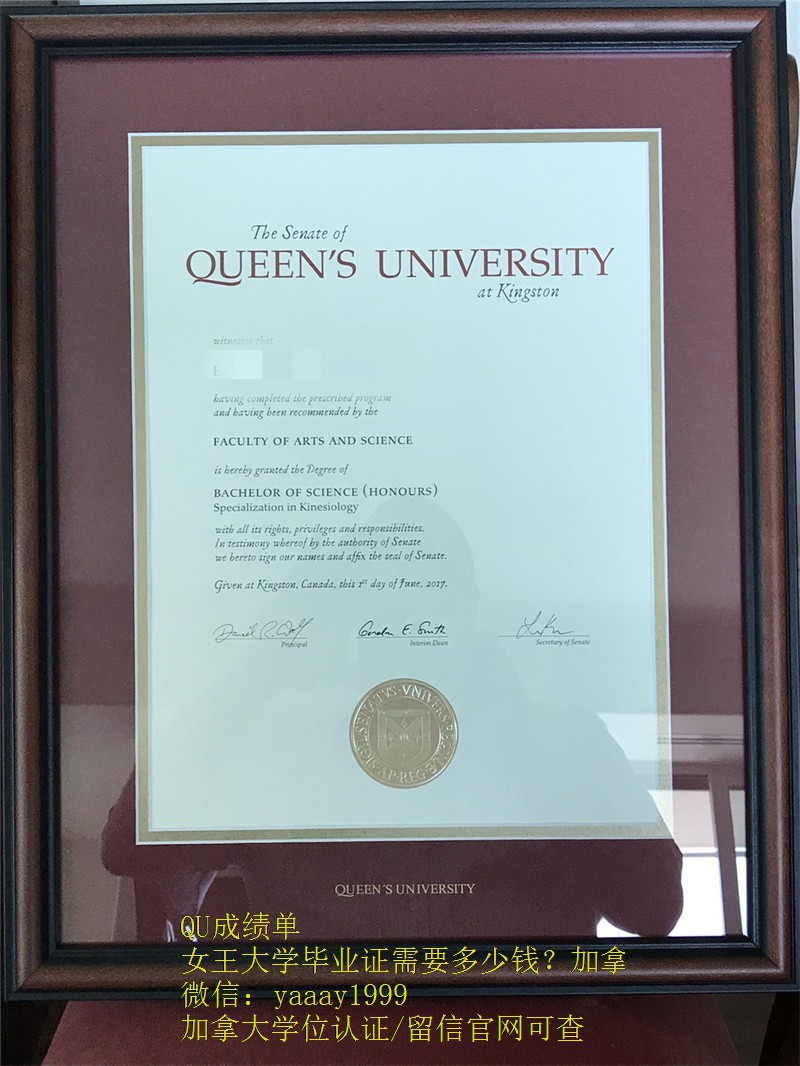 The Senate of
QUEEN'S UNIVERSITY
at Kingston
witnesses that
E
having completed the prescribed program
and having been recommended by the
FACULTY OF ARTS AND SCIENCE
is hereby granted the Degree of
BACHELOR OF SCIENCE (HONOURS)
Specialization in Kinesiology
with all its rights, privileges and responsibilities.
In testimony whereof by the authority of Senate
we hereto sign our names and affix the seal of Senate.
Given at Kingston, Canada, this 1st day of June, 2017.
Daniel R. Woolf
Gordon E. Smith
Principal
Interim Dean
Secretary of Senate
QUEEN'S UNIVERSITY
QU成绩单
女王大学毕业证需要多少钱？加拿
微信：yaaay1999
加拿大学位认证/留信官网可查